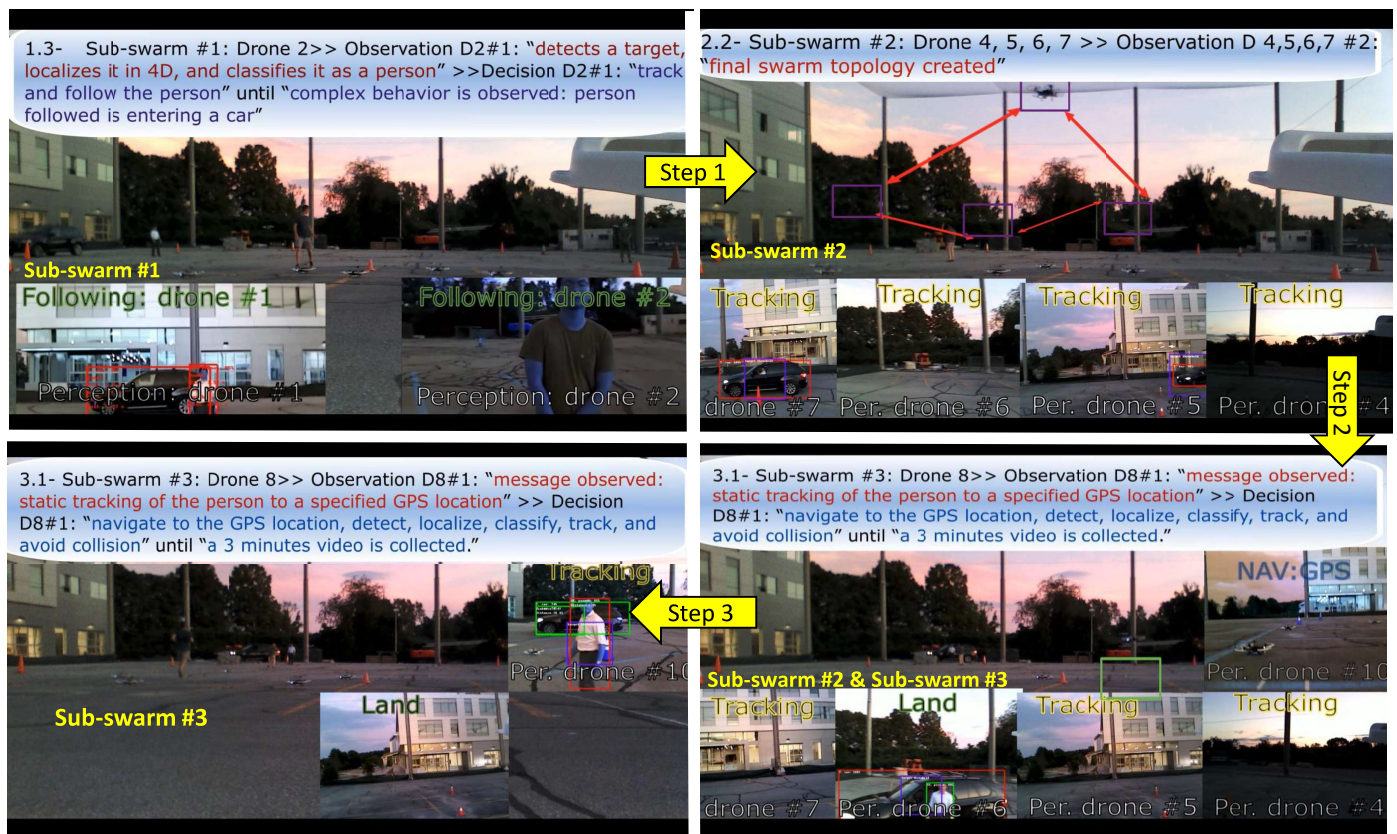 1.3- Sub-swarm #1: Drone 2>> Observation D2#1: “detects a target,
localizes it in 4D, and classifies it as a person” >>Decision D2#1: “track
and follow the person” until “complex behavior is observed: person
followed is entering a car”
Sub-swarm #1
Following: drone #1
Following: drone #2
Perception: drone #1
Perception: drone #2
Step 1
2.2- Sub-swarm #2: Drone 4, 5, 6, 7 >> Observation D 4,5,6,7 #2:
“final swarm topology created”
Sub-swarm #2
Tracking
Tracking
Tracking
Tracking
drone #7
Per. drone #6
Per. drone #5
Per. drone #4
Step 2
3.1- Sub-swarm #3: Drone 8>> Observation D8#1: “message observed:
static tracking of the person to a specified GPS location” >> Decision
D8#1: “navigate to the GPS location, detect, localize, classify, track, and
avoid collision” until “a 3 minutes video is collected.”
NAV:GPS
Per. drone #10
Sub-swarm #2 & Sub-swarm #3
Tracking
Land
Tracking
Tracking
drone #7
Per. drone #6
Per. drone #5
Per. drone #4
Step 3
3.1- Sub-swarm #3: Drone 8>> Observation D8#1: “message observed:
static tracking of the person to a specified GPS location” >> Decision
D8#1: “navigate to the GPS location, detect, localize, classify, track, and
avoid collision” until “a 3 minutes video is collected.”
Tracking
Per. drone #10
Sub-swarm #3
Land